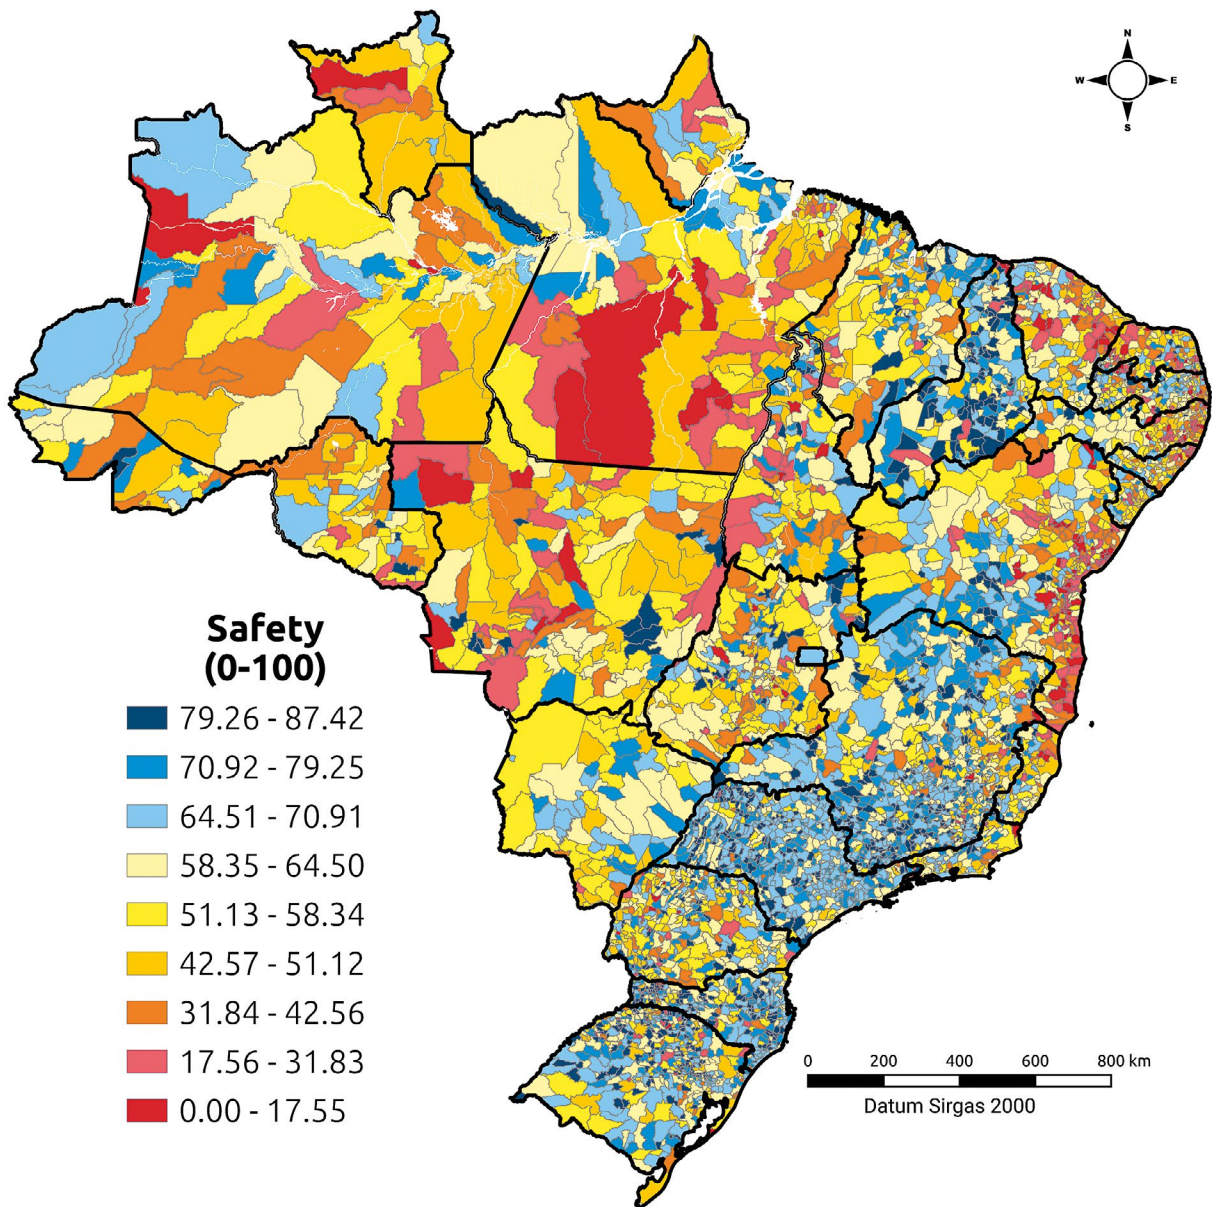 N
W E
S
Safety
(0-100)
79.26 - 87.42
70.92 - 79.25
64.51 - 70.91
58.35 - 64.50
51.13 - 58.34
42.57 - 51.12
31.84 - 42.56
17.56 - 31.83
0.00 - 17.55
0 200 400 600 800 km
Datum Sirgas 2000